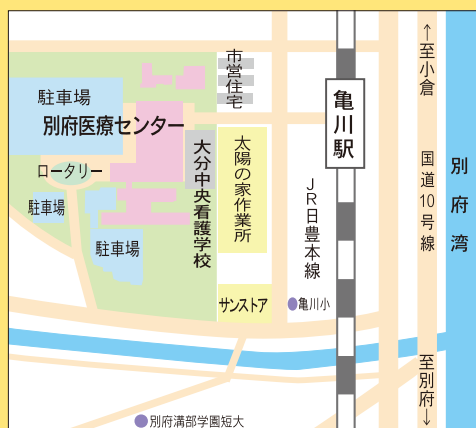 駐車場
別府医療センター
ロータリー
駐車場
駐車場
市営住宅
大分中央看護学校
太陽の家作業所
サンストア
亀川駅
JR日豊本線
亀川小
←至小倉
国道10号線
至別府→
別府湾
別府溝部学園短大